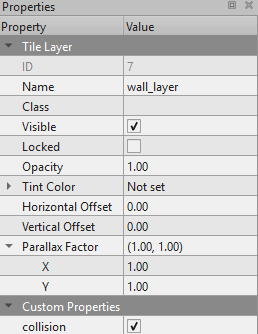 Properties
Property Value
Tile Layer
ID 7
Name wall_layer
Class
Visible
Locked
Opacity 1.00
Tint Color Not set
Horizontal Offset 0.00
Vertical Offset 0.00
Parallax Factor (1.00, 1.00)
X 1.00
Y 1.00
Custom Properties
collision